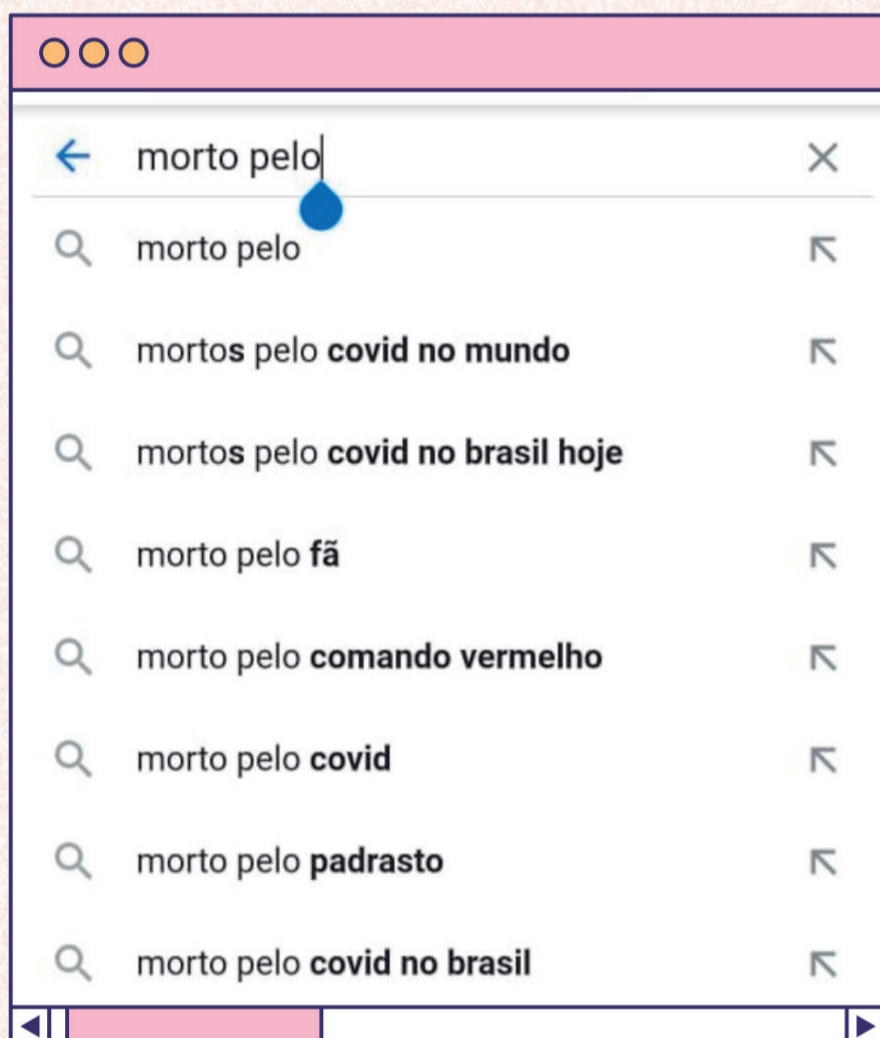 morto pelo
morto pelo
mortos pelo covid no mundo
mortos pelo covid no brasil hoje
morto pelo fã
morto pelo comando vermelho
morto pelo covid
morto pelo padrasto
morto pelo covid no brasil